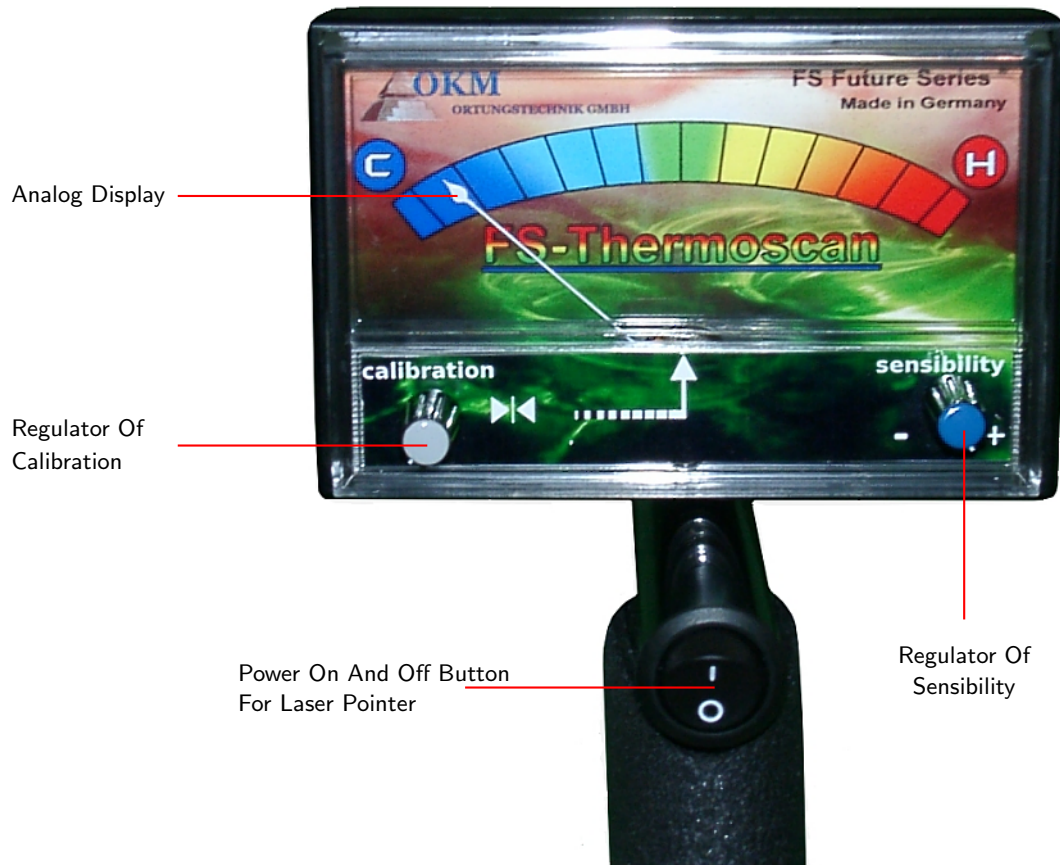 OKM
ORTUNGSTECHNIK GMBH
FS Future Series
Made in Germany
C
H
Analog Display
FS-Thermoscan
calibration
sensibility
- +
Regulator Of
Calibration
Power On And Off Button
For Laser Pointer
I
O
Regulator Of
Sensibility